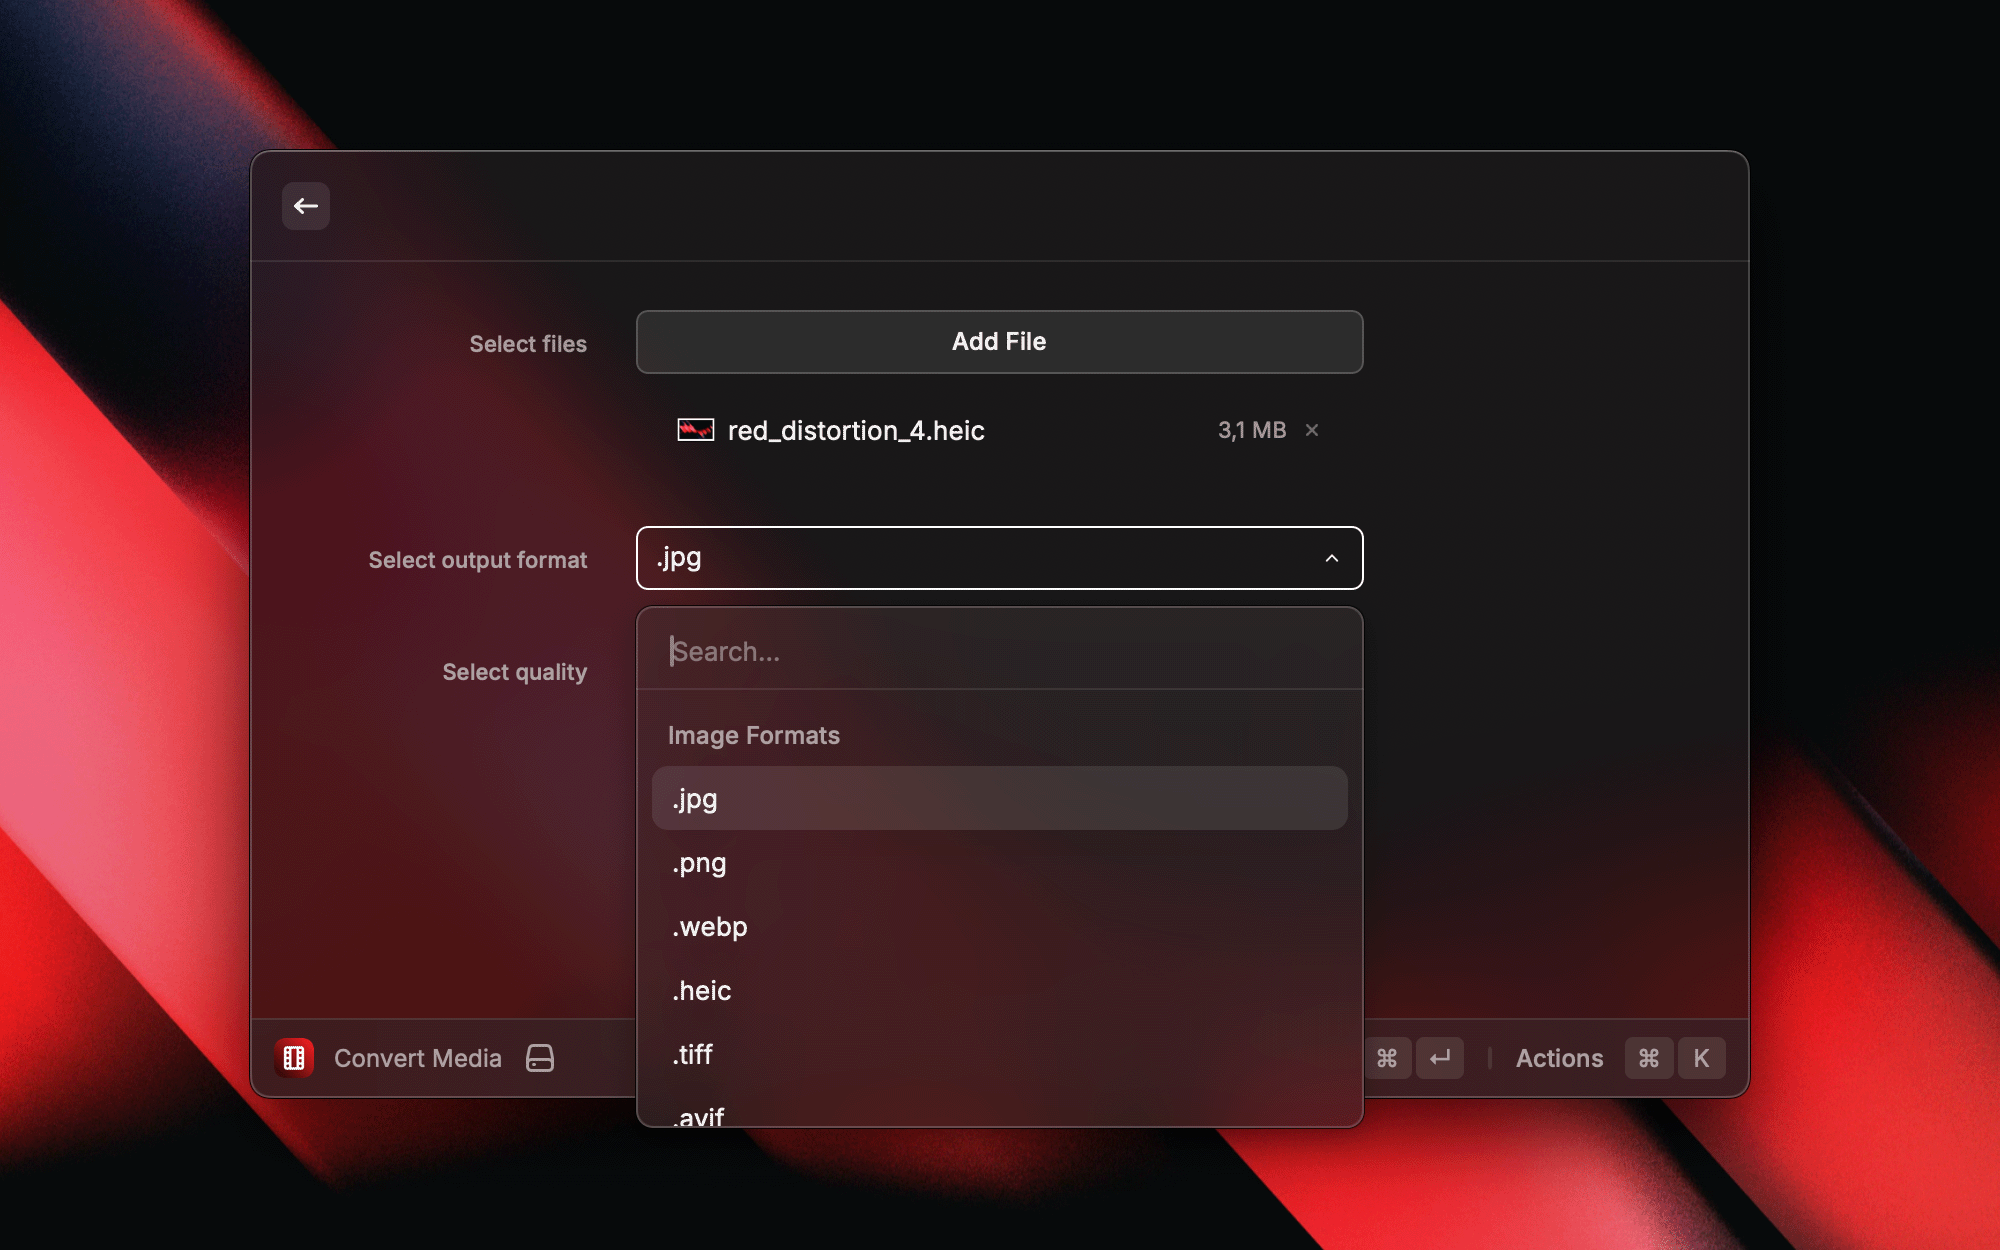 Select files
Add File
red_distortion_4.heic 3,1 MB
Select output format
.jpg
Search...
Select quality
Image Formats
.jpg
.png
.webp
.heic
.tiff
.avif
Convert Media
⌘ ↵ Actions ⌘ K